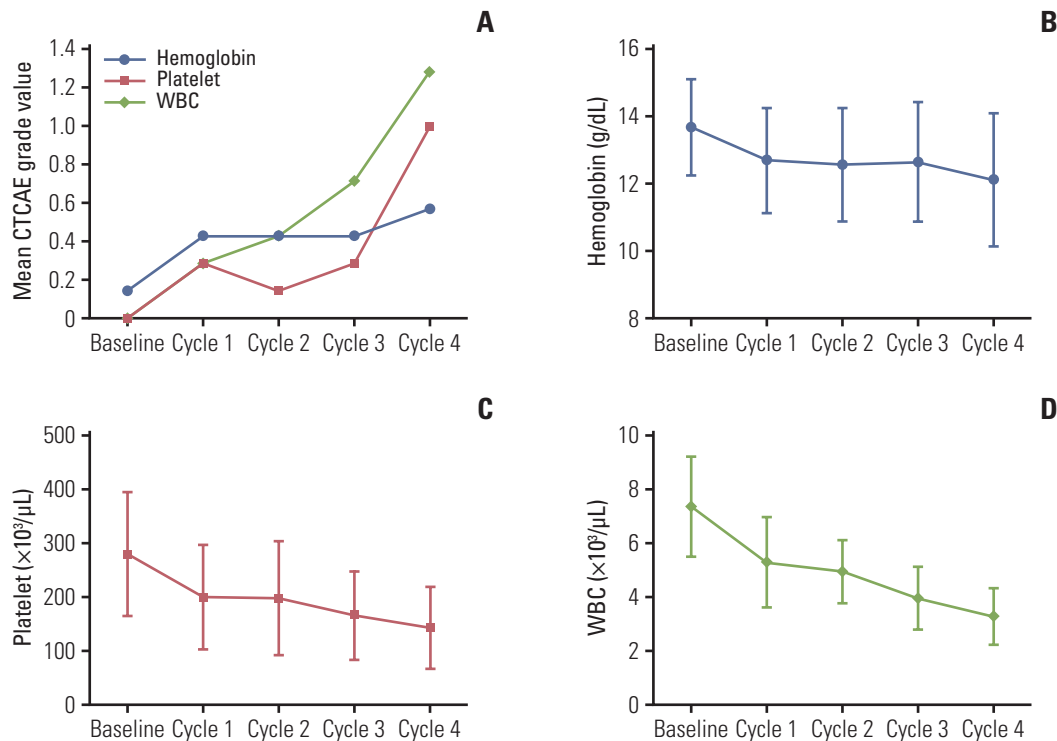 A
Mean CTCAE grade value
1.4
1.2
1.0
0.8
0.6
0.4
0.2
0
Hemoglobin
Platelet
WBC
Baseline Cycle 1 Cycle 2 Cycle 3 Cycle 4
B
Hemoglobin (g/dL)
16
14
12
10
8
Baseline Cycle 1 Cycle 2 Cycle 3 Cycle 4
C
Platelet (×10³/μL)
500
400
300
200
100
0
Baseline Cycle 1 Cycle 2 Cycle 3 Cycle 4
D
WBC (×10³/μL)
10
8
6
4
2
0
Baseline Cycle 1 Cycle 2 Cycle 3 Cycle 4